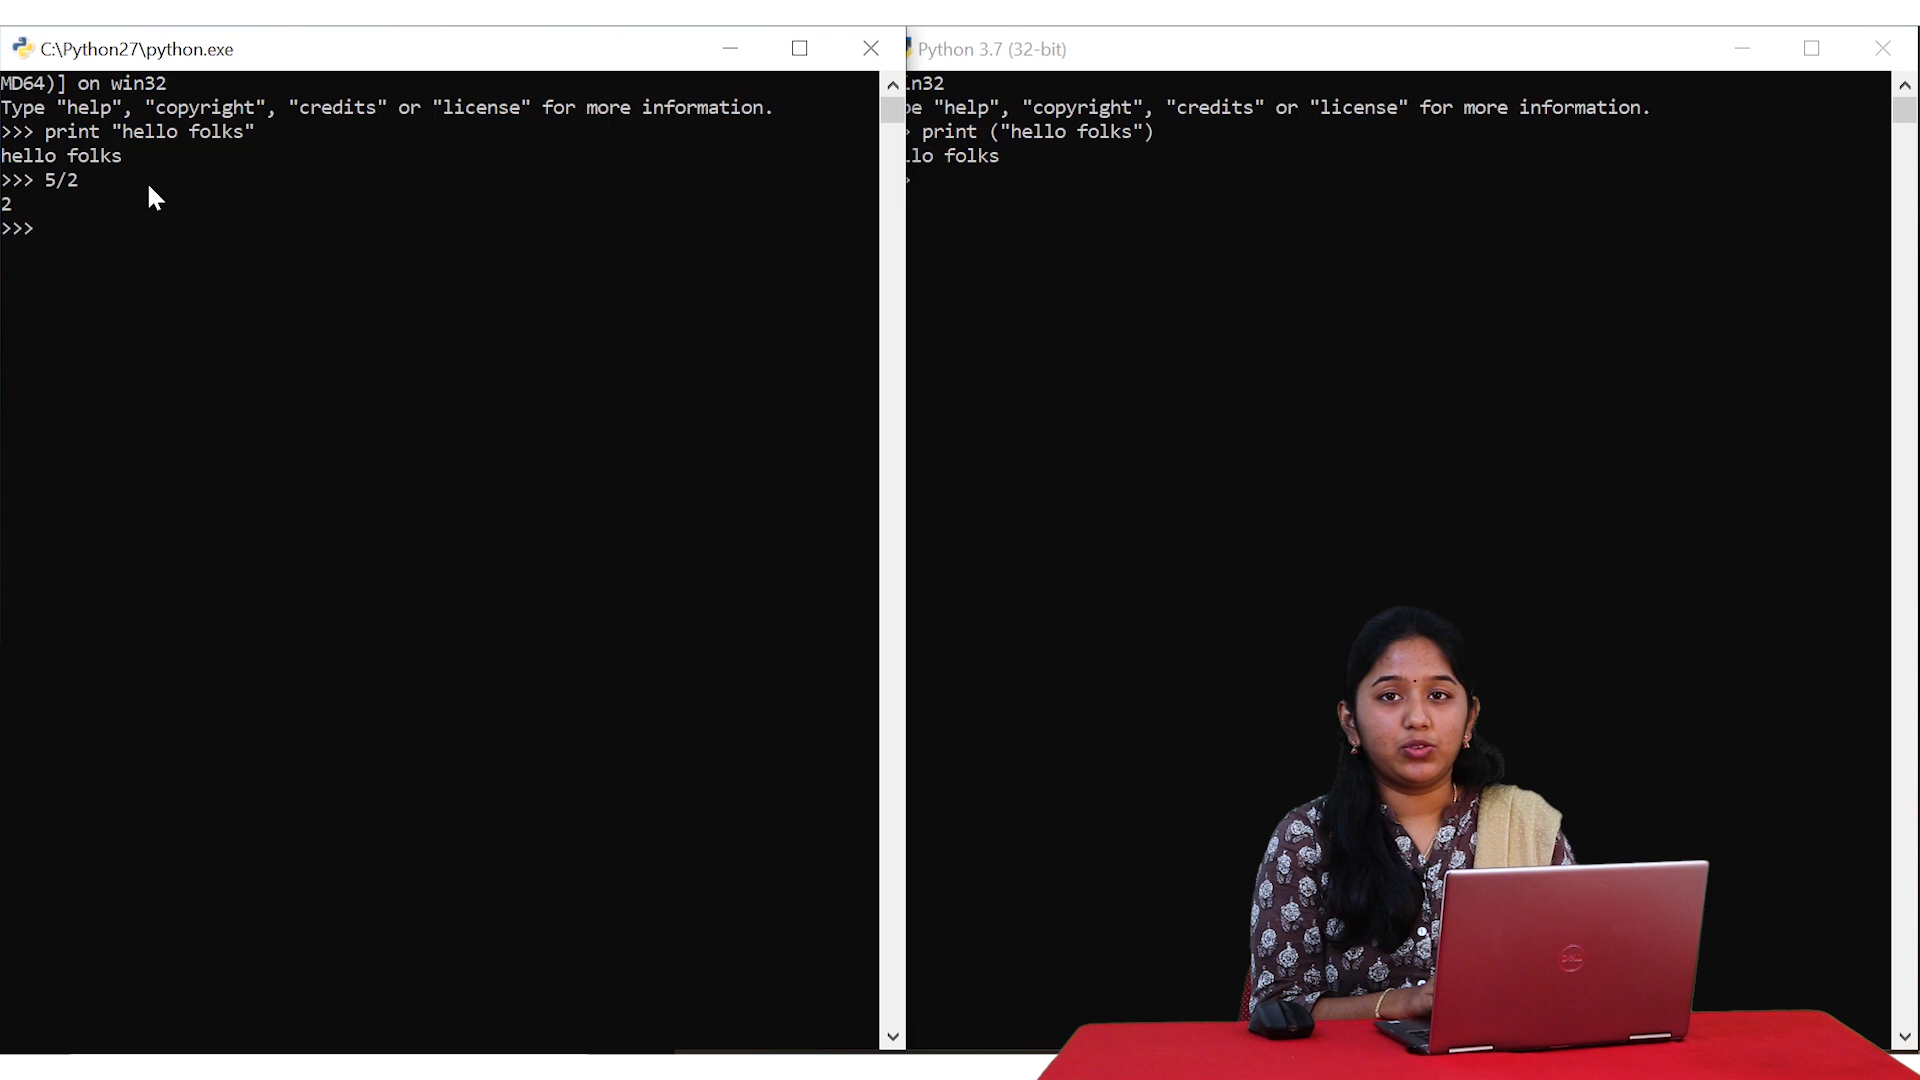 C:\Python27\python.exe
MD64)] on win32
Type "help", "copyright", "credits" or "license" for more information.
>>> print "hello folks"
hello folks
>>> 5/2
2
>>>
Python 3.7 (32-bit)
n32
pe "help", "copyright", "credits" or "license" for more information.
> print ("hello folks")
lo folks
>
DELL